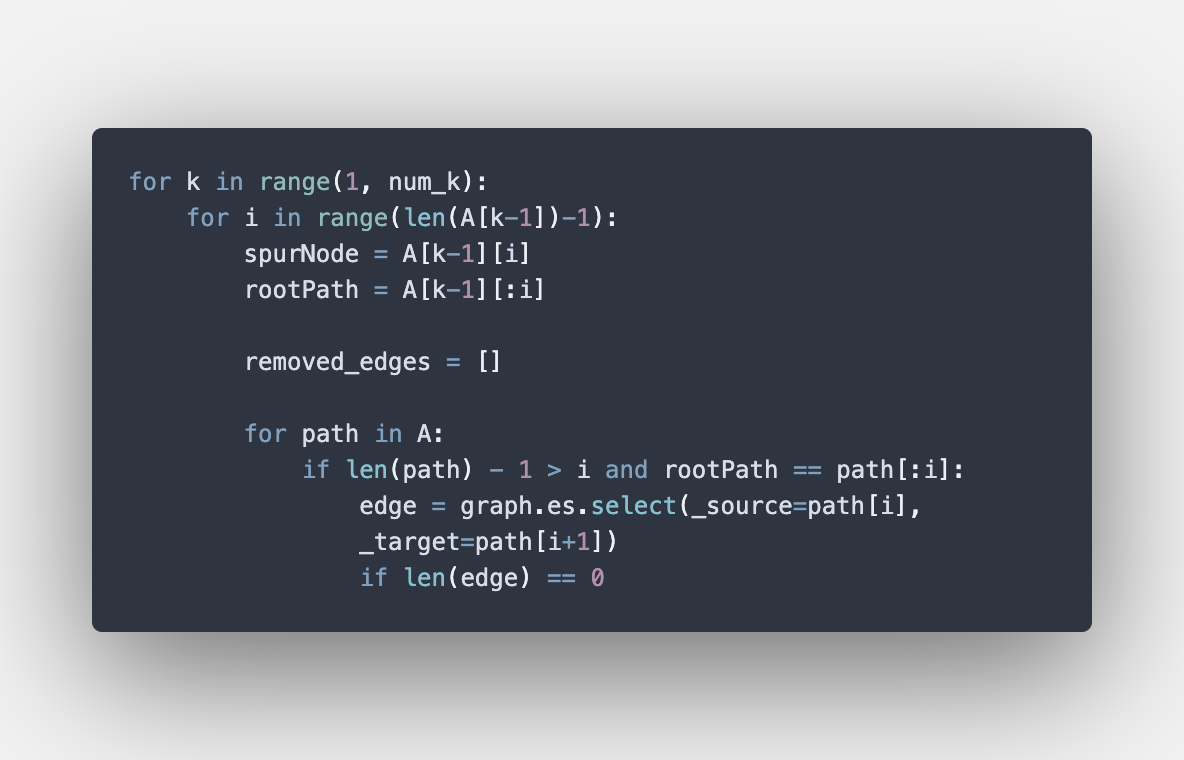 for k in range(1, num_k):
    for i in range(len(A[k-1])-1):
        spurNode = A[k-1][i]
        rootPath = A[k-1][:i]

        removed_edges = []

        for path in A:
            if len(path) - 1 > i and rootPath == path[:i]:
                edge = graph.es.select(_source=path[i],
                _target=path[i+1])
                if len(edge) == 0